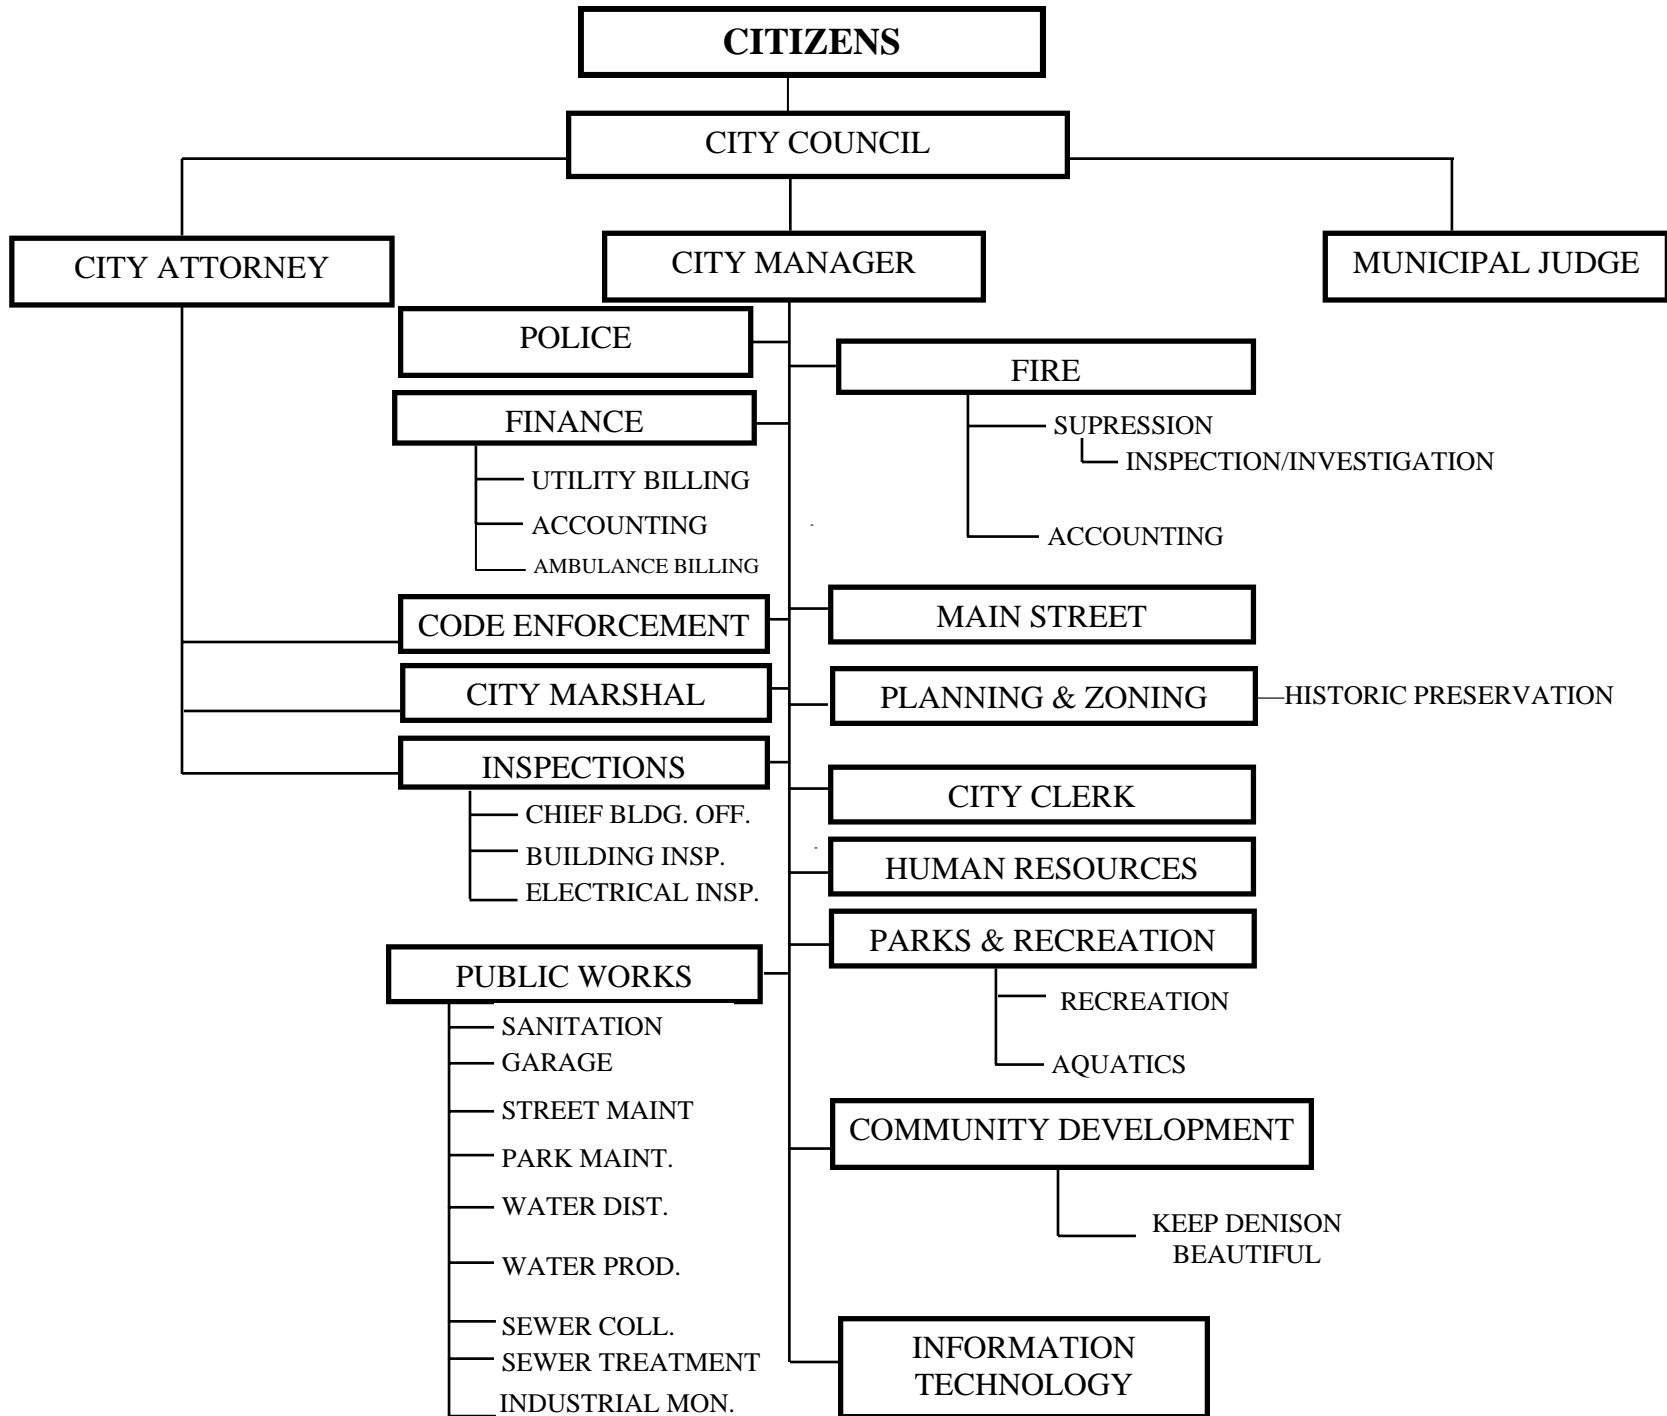 CITIZENS
CITY COUNCIL
CITY ATTORNEY
CITY MANAGER
MUNICIPAL JUDGE
POLICE
FIRE
FINANCE
SUPRESSION
INSPECTION/INVESTIGATION
UTILITY BILLING
ACCOUNTING
ACCOUNTING
AMBULANCE BILLING
CODE ENFORCEMENT
MAIN STREET
CITY MARSHAL
PLANNING & ZONING
HISTORIC PRESERVATION
INSPECTIONS
CITY CLERK
CHIEF BLDG. OFF.
BUILDING INSP.
ELECTRICAL INSP.
HUMAN RESOURCES
PARKS & RECREATION
PUBLIC WORKS
RECREATION
AQUATICS
SANITATION
GARAGE
STREET MAINT
PARK MAINT.
WATER DIST.
WATER PROD.
SEWER COLL.
SEWER TREATMENT
INDUSTRIAL MON.
COMMUNITY DEVELOPMENT
KEEP DENISON
BEAUTIFUL
INFORMATION
TECHNOLOGY